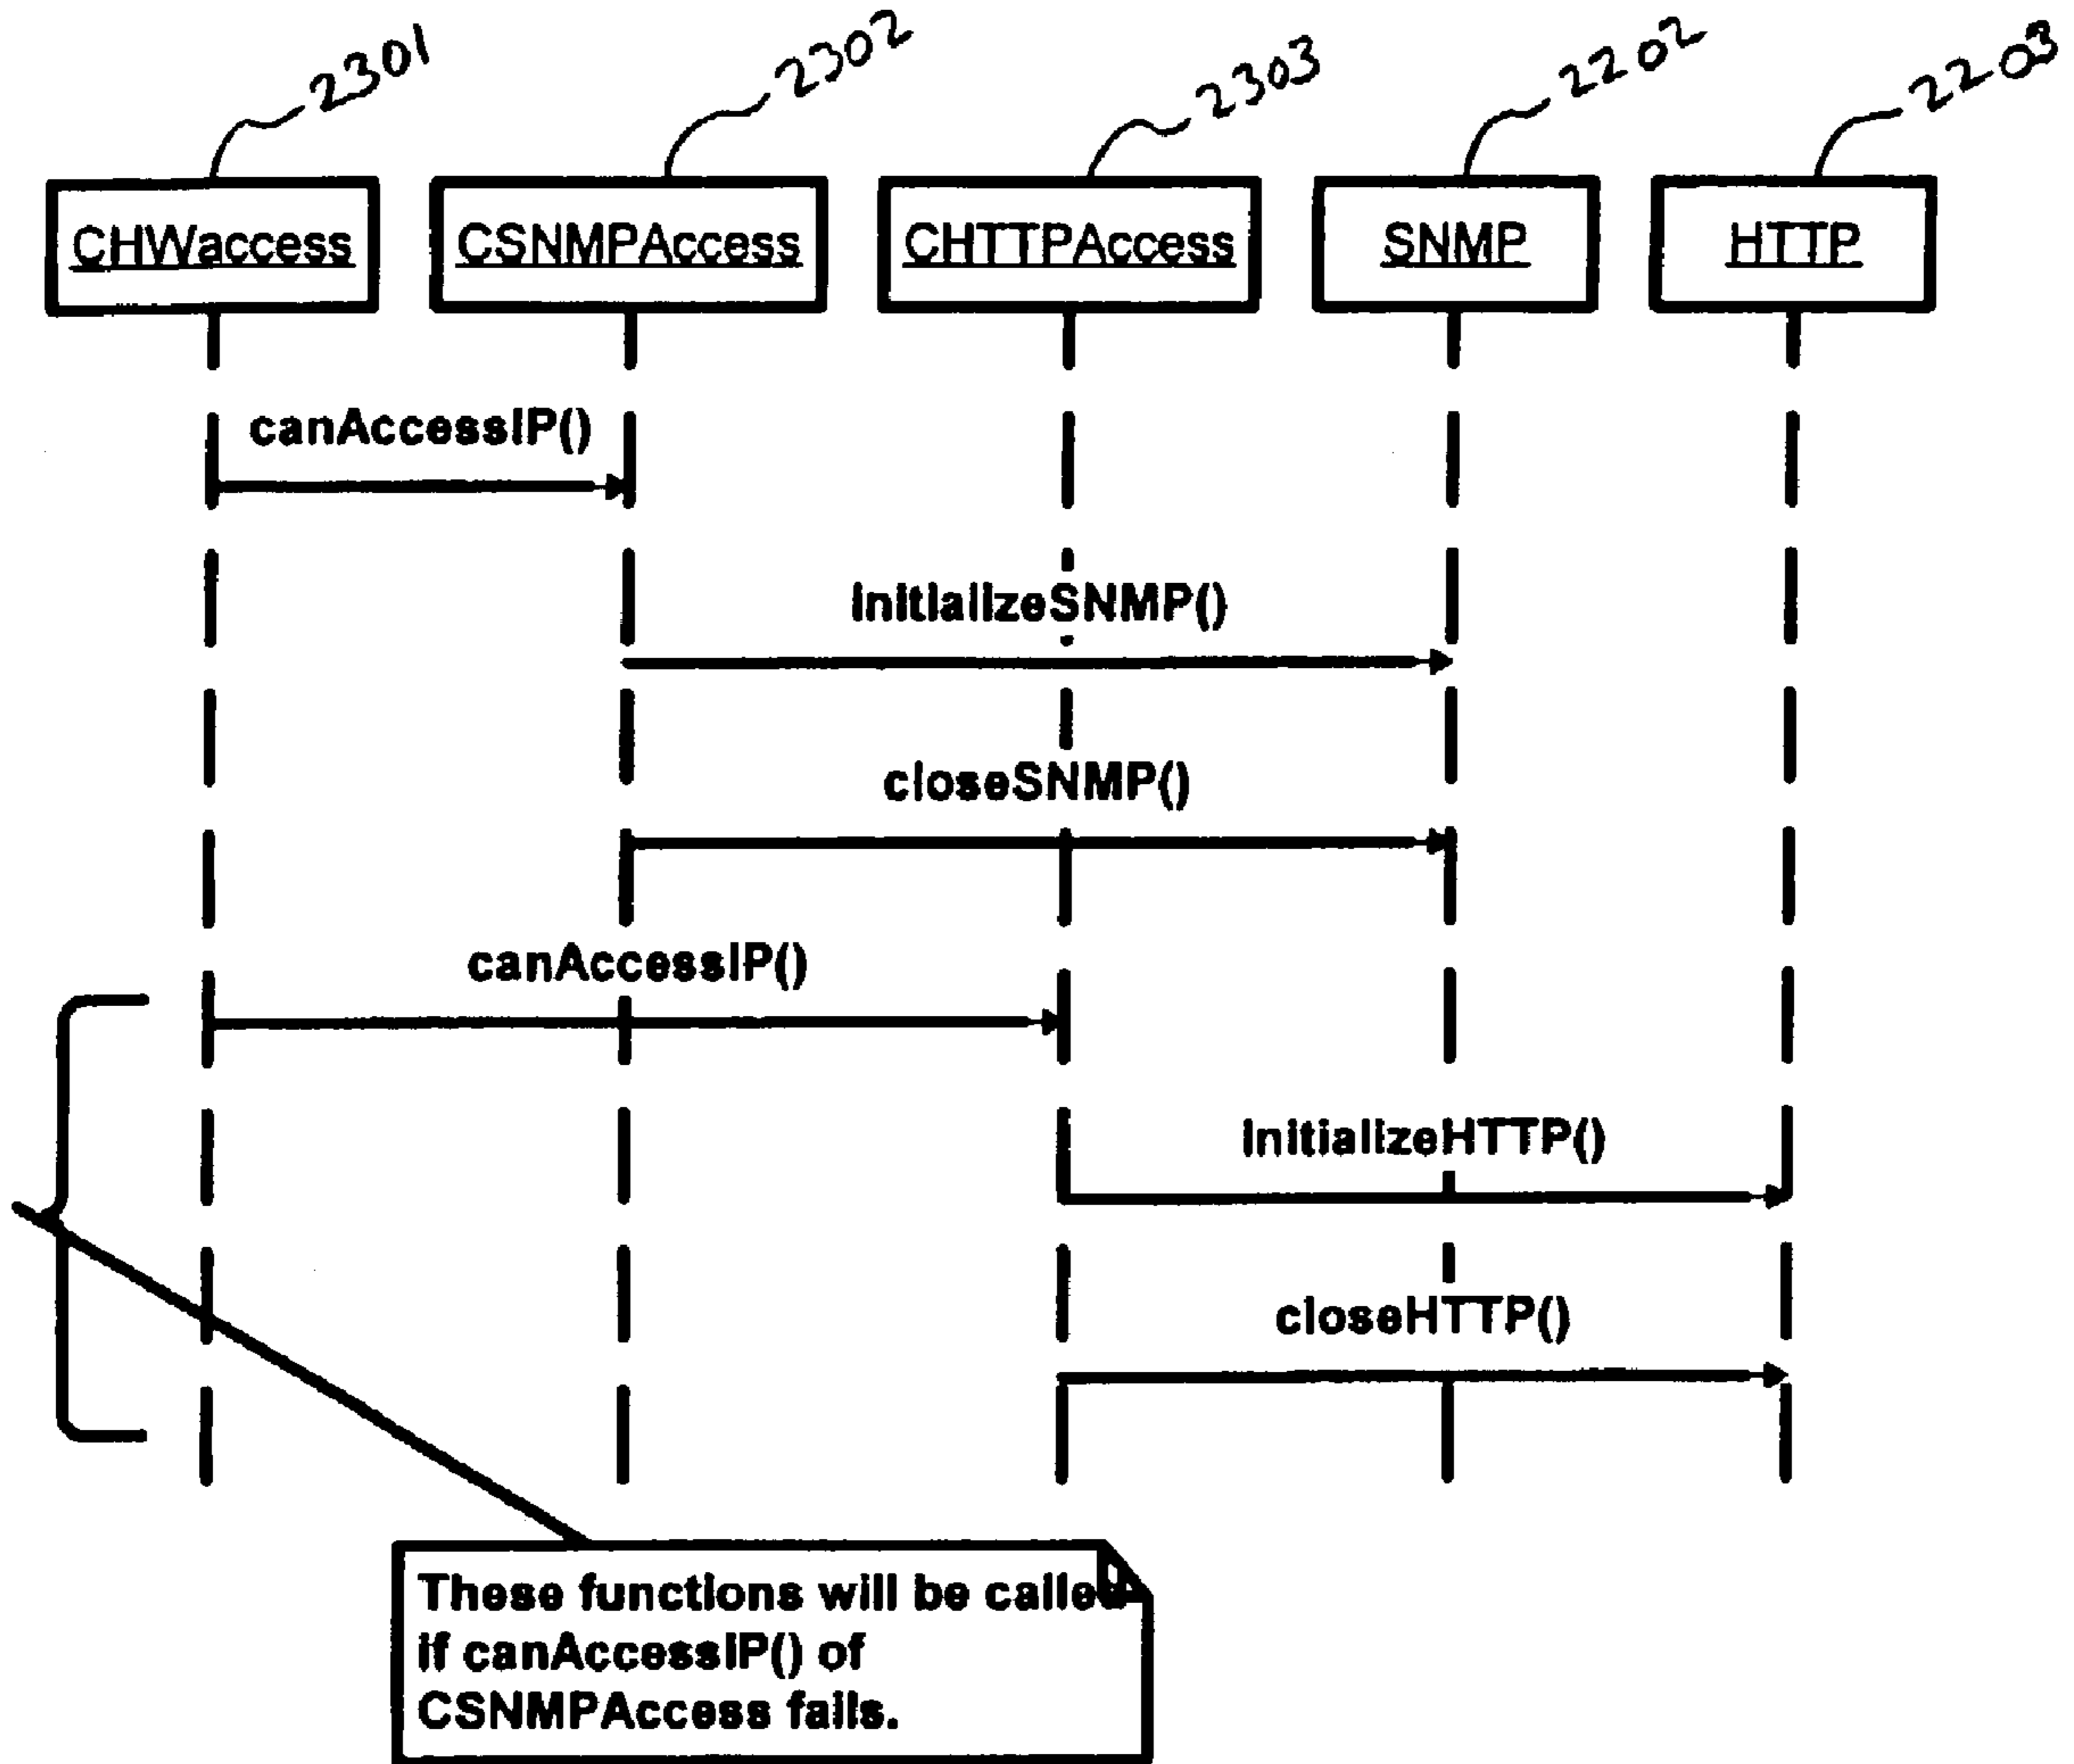 2301
2302
2303
2202
2203
CHWaccess
CSNMPAccess
CHTTPAccess
SNMP
HTTP
canAccessIP()
initializeSNMP()
closeSNMP()
canAccessIP()
initializeHTTP()
closeHTTP()
These functions will be called
if canAccessIP() of
CSNMPAccess fails.